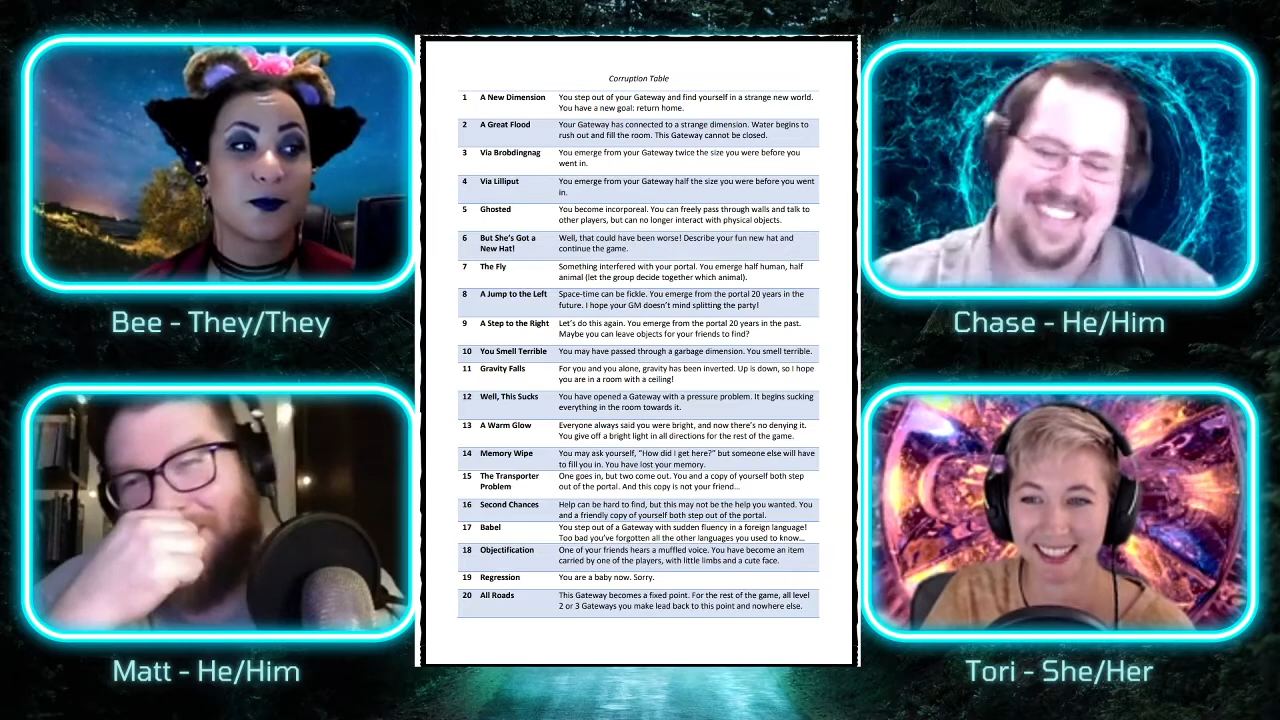 Corruption Table
1 A New Dimension You step out of your Gateway and find yourself in a strange new world.
You have a new goal: return home.
2 A Great Flood Your Gateway has connected to a strange dimension. Water begins to
rush out and fill the room. This Gateway cannot be closed.
3 Via Brobdingnag You emerge from your Gateway twice the size you were before you
went in.
4 Via Lilliput You emerge from your Gateway half the size you were before you went
in.
5 Ghosted You become incorporeal. You can freely pass through walls and talk to
other players, but can no longer interact with physical objects.
6 But She's Got a Well, that could have been worse! Describe your fun new hat and
New Hat! continue the game.
7 The Fly Something interfered with your portal. You emerge half human, half
animal (let the group decide together which animal).
8 A Jump to the Left Space-time can be fickle. You emerge from the portal 20 years in the
future. I hope your GM doesn't mind splitting the party!
9 A Step to the Right Let's do this again. You emerge from the portal 20 years in the past.
Maybe you can leave objects for your friends to find?
10 You Smell Terrible You may have passed through a garbage dimension. You smell terrible.
11 Gravity Falls For you and you alone, gravity has been inverted. Up is down, so I hope
you are in a room with a ceiling!
12 Well, This Sucks You have opened a Gateway with a pressure problem. It begins sucking
everything in the room towards it.
13 A Warm Glow Everyone always said you were bright, and now there's no denying it.
You give off a bright light in all directions for the rest of the game.
14 Memory Wipe You may ask yourself, "How did I get here?" but someone else will have
to fill you in. You have lost your memory.
15 The Transporter One goes in, but two come out. You and a copy of yourself both step
Problem out of the portal. And this copy is not your friend…
16 Second Chances Help can be hard to find, but this may not be the help you wanted. You
and a friendly copy of yourself both step out of the portal.
17 Babel You step out of a Gateway with sudden fluency in a foreign language!
Too bad you've forgotten all the other languages you used to know…
18 Objectification One of your friends hears a muffled voice. You have become an item
carried by one of the players, with little limbs and a cute face.
19 Regression You are a baby now. Sorry.
20 All Roads This Gateway becomes a fixed point. For the rest of the game, all level
2 or 3 Gateways you make lead back to this point and nowhere else.
Bee - They/They
Chase - He/Him
Matt - He/Him
Tori - She/Her